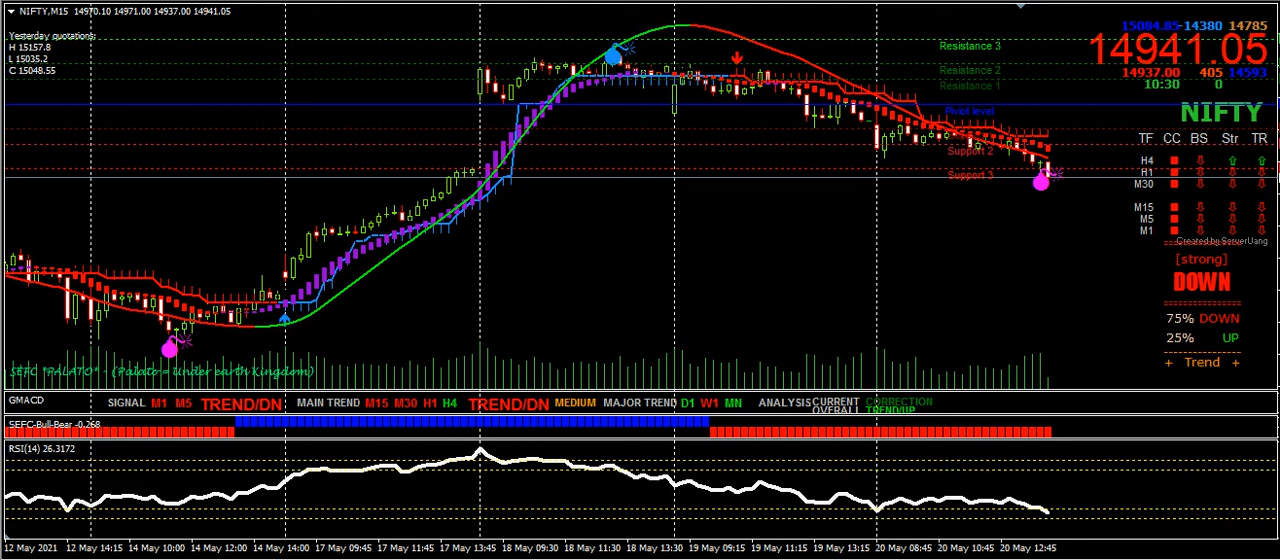 NIFTY,M15 14970.10 14971.00 14937.00 14941.05
Yesterday quotations:
H 15157.8
L 15035.2
C 15048.55
Resistance 3
Resistance 2
Resistance 1
Pivot level
Support 2
Support 3
15084.85 -14380 14785
14941.05
14937.00 405 14593
10:30 0
NIFTY
TF CC BS Str TR
H4
H1
M30
M15
M5
M1
Created by ServerUang
[strong]
DOWN
75% DOWN
25% UP
+ Trend +
SEFC *PALATO* - (Palato = Under earth Kingdom)
GMACD SIGNAL M1 M5 TREND/DN MAIN TREND M15 M30 H1 H4 TREND/DN MEDIUM MAJOR TREND D1 W1 MN ANALYSIS CURRENT CORRECTION
OVERALL TREND/UP
SEFC-Bull-Bear -0.268
RSI(14) 26.3172
12 May 2021 12 May 14:15 14 May 10:00 14 May 12:00 14 May 14:00 17 May 09:45 17 May 11:45 17 May 13:45 18 May 09:30 18 May 11:30 18 May 13:30 19 May 09:15 19 May 11:15 19 May 13:15 20 May 08:45 20 May 10:45 20 May 12:45